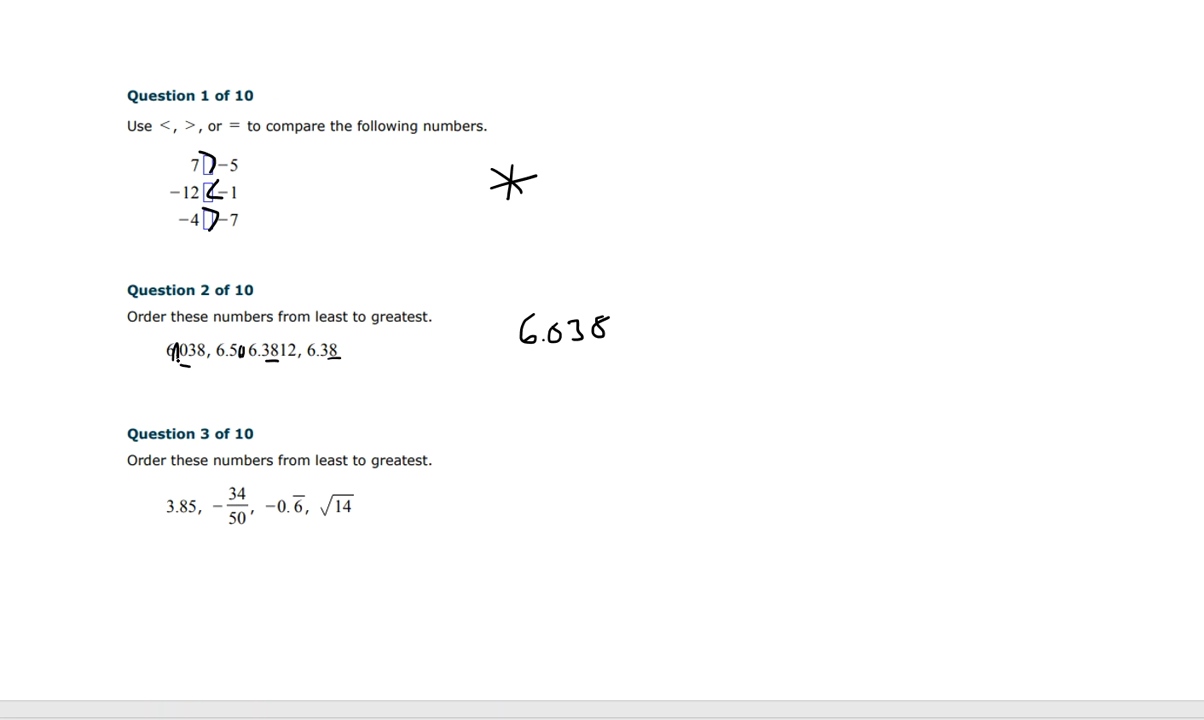 Question 1 of 10
Use <, >, or = to compare the following numbers.
7 > −5
−12 < −1
−4 > −7
Question 2 of 10
Order these numbers from least to greatest.
6.038, 6.50 6.3812, 6.38
6.038
Question 3 of 10
Order these numbers from least to greatest.
3.85, −34/50, −0.6̅, √14